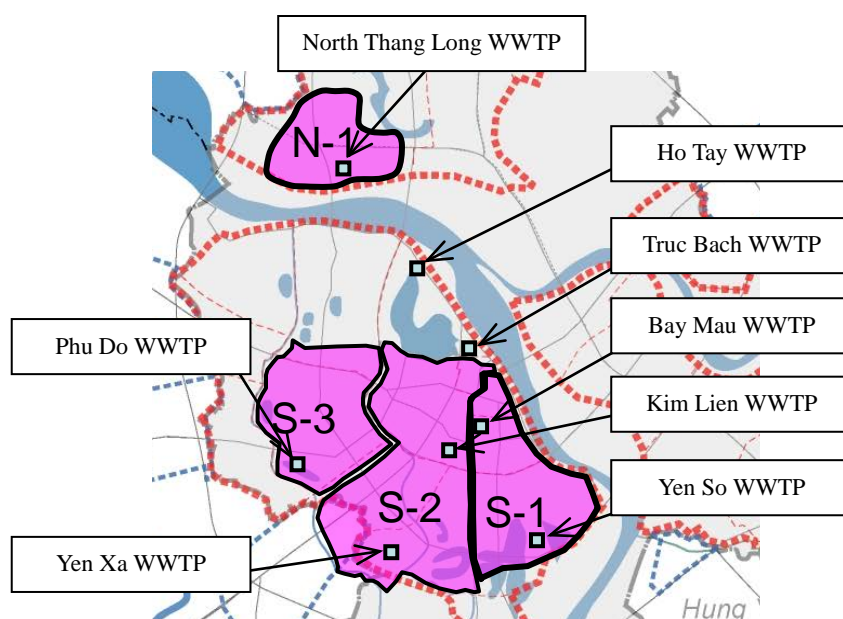 North Thang Long WWTP
N-1
Ho Tay WWTP
Truc Bach WWTP
Bay Mau WWTP
Phu Do WWTP
Kim Lien WWTP
S-3
Yen So WWTP
S-2
S-1
Yen Xa WWTP
Hung